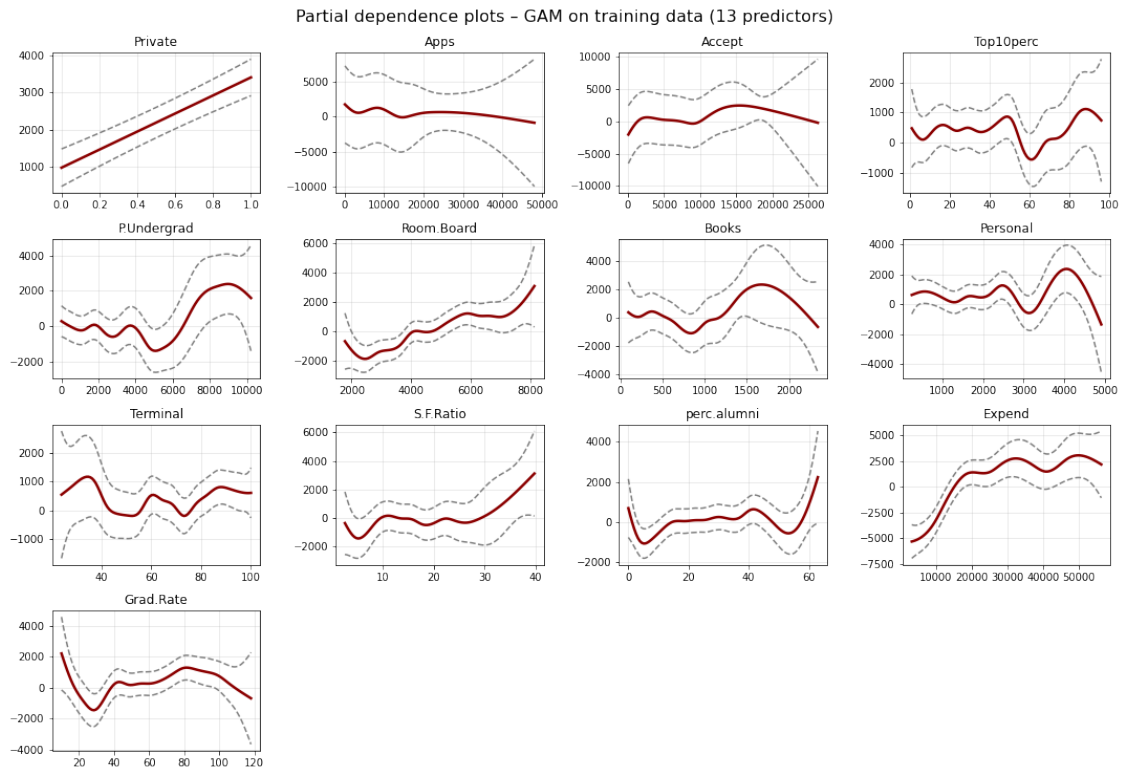 Partial dependence plots – GAM on training data (13 predictors)
Private
4000
3000
2000
1000
0.0 0.2 0.4 0.6 0.8 1.0
Apps
5000
0
−5000
−10000
0 10000 20000 30000 40000 50000
Accept
10000
5000
0
−5000
−10000
0 5000 10000 15000 20000 25000
Top10perc
2000
1000
0
−1000
0 20 40 60 80 100
P.Undergrad
4000
2000
0
−2000
0 2000 4000 6000 8000 10000
Room.Board
6000
4000
2000
0
−2000
2000 4000 6000 8000
Books
4000
2000
0
−2000
−4000
0 500 1000 1500 2000
Personal
4000
2000
0
−2000
−4000
1000 2000 3000 4000 5000
Terminal
2000
1000
0
−1000
40 60 80 100
S.F.Ratio
6000
4000
2000
0
−2000
10 20 30 40
perc.alumni
4000
2000
0
−2000
0 20 40 60
Expend
5000
2500
0
−2500
−5000
−7500
10000 20000 30000 40000 50000
Grad.Rate
4000
2000
0
−2000
−4000
20 40 60 80 100 120